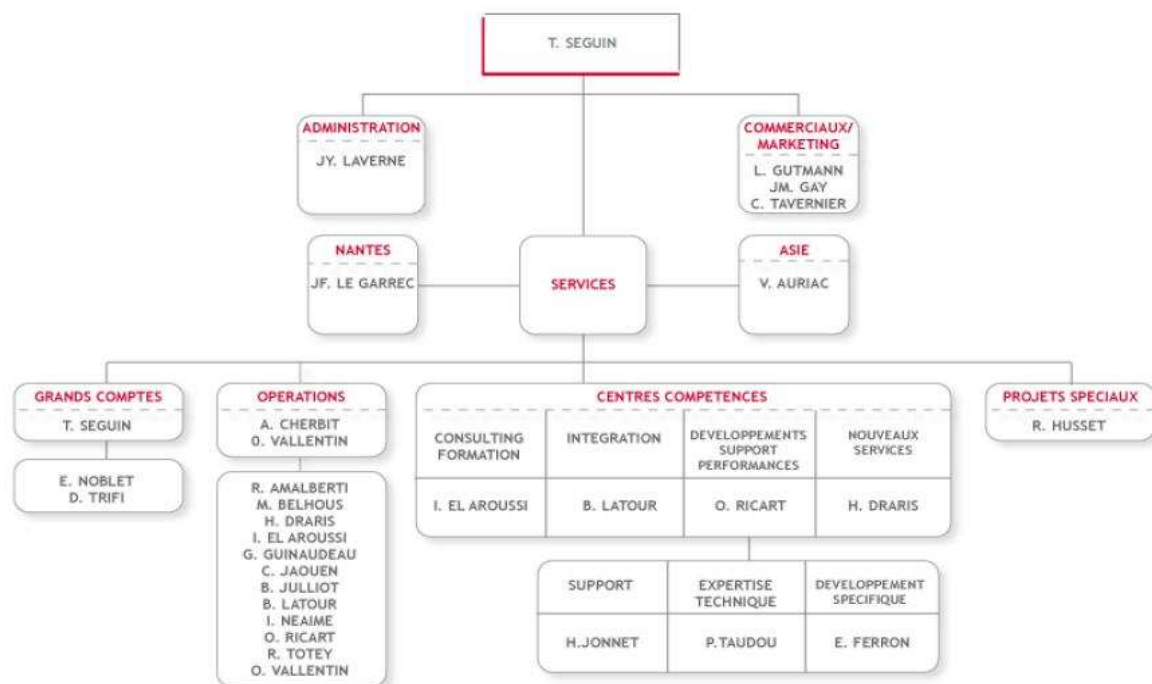 T. SEGUIN
ADMINISTRATION
JY. LAVERNE
COMMERCIAUX/
MARKETING
L. GUTMANN
JM. GAY
C. TAVERNIER
NANTES
JF. LE GARREC
SERVICES
ASIE
V. AURIAC
GRANDS COMPTES
T. SEGUIN
E. NOBLET
D. TRIFI
OPERATIONS
A. CHERBIT
O. VALLENTIN
R. AMALBERTI
M. BELHOUS
H. DRARIS
I. EL AROUSSI
G. GUINAUDEAU
C. JAOUEN
B. JULLIOT
B. LATOUR
I. NEAIME
O. RICART
R. TOTEY
O. VALLENTIN
CENTRES COMPETENCES
CONSULTING
FORMATION
I. EL AROUSSI
INTEGRATION
B. LATOUR
DEVELOPPEMENTS
SUPPORT
PERFORMANCES
O. RICART
NOUVEAUX
SERVICES
H. DRARIS
SUPPORT
H.JONNET
EXPERTISE
TECHNIQUE
P.TAUDOU
DEVELOPPEMENT
SPECIFIQUE
E. FERRON
PROJETS SPECIAUX
R. HUSSET